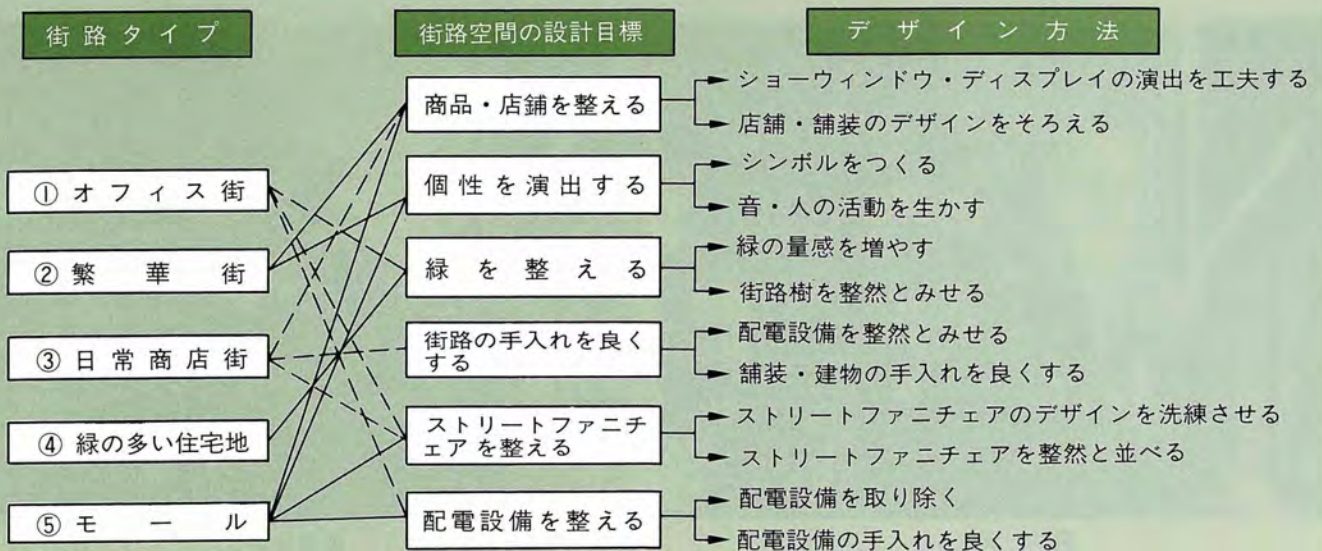 街路タイプ
街路空間の設計目標
デザイン方法
①オフィス街
②繁華街
③日常商店街
④緑の多い住宅地
⑤モール
商品・店舗を整える
個性を演出する
緑を整える
街路の手入れを良く
する
ストリートファニチ
ェアを整える
配電設備を整える
ショーウィンドウ・ディスプレイの演出を工夫する
店舗・舗装のデザインをそろえる
シンボルをつくる
音・人の活動を生かす
緑の量感を増やす
街路樹を整然とみせる
配電設備を整然とみせる
舗装・建物の手入れを良くする
ストリートファニチェアのデザインを洗練させる
ストリートファニチェアを整然と並べる
配電設備を取り除く
配電設備の手入れを良くする